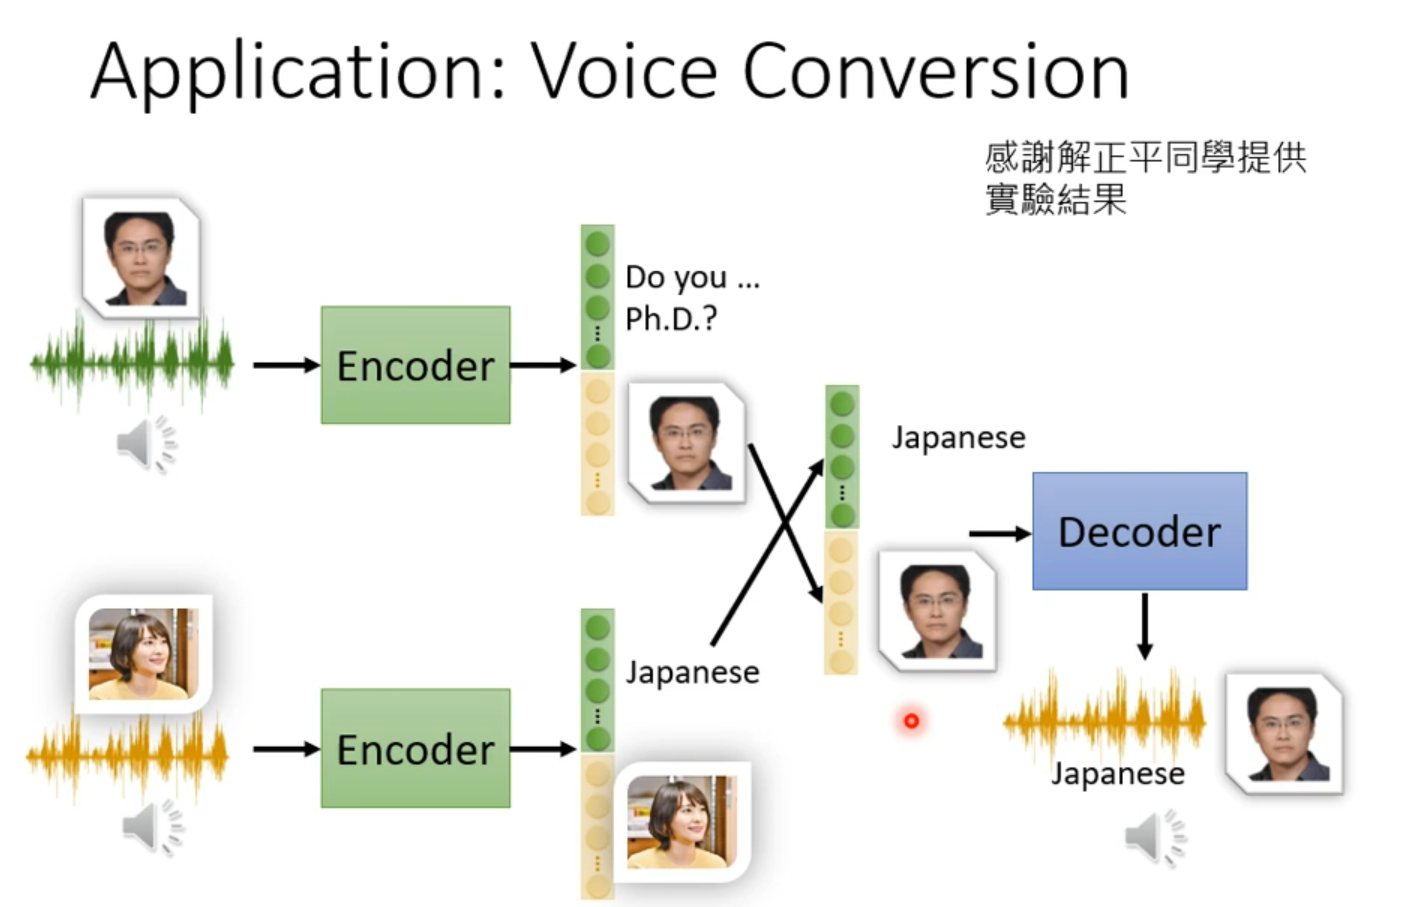 Application: Voice Conversion
感謝解正平同學提供
實驗結果
Do you ...
Ph.D.?
Encoder
Japanese
Decoder
Japanese
Encoder
Japanese